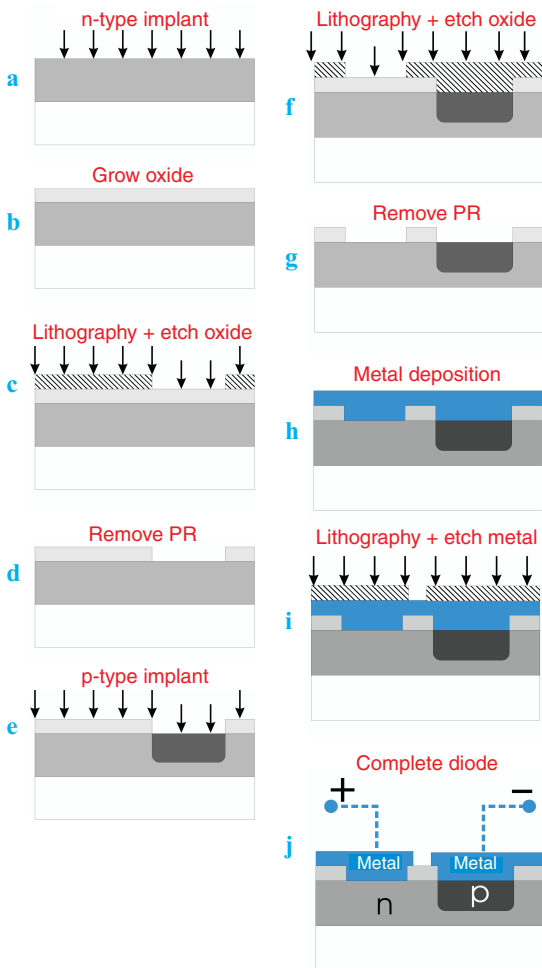 n-type implant
a
Grow oxide
b
Lithography + etch oxide
c
Remove PR
d
p-type implant
e
Lithography + etch oxide
f
Remove PR
g
Metal deposition
h
Lithography + etch metal
i
Complete diode
+ −
j
Metal Metal
n p